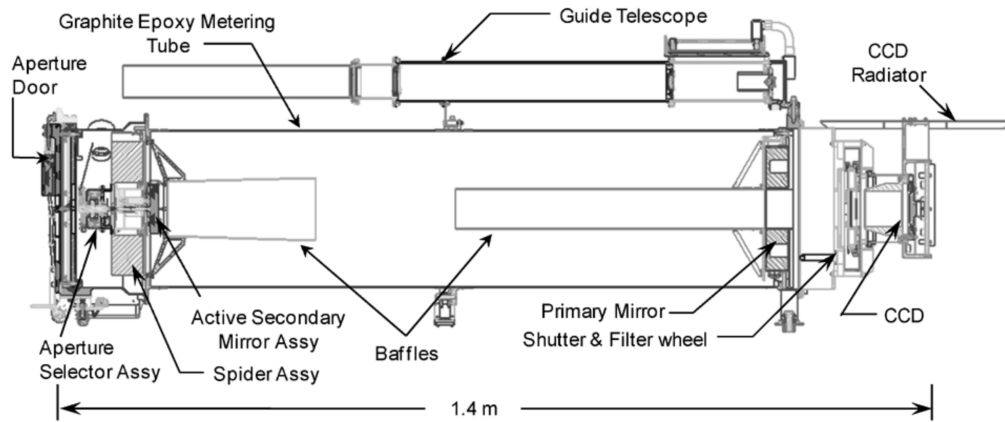 Graphite Epoxy Metering
Tube
Guide Telescope
Aperture
Door
CCD
Radiator
Active Secondary
Mirror Assy
Baffles
Primary Mirror
Shutter & Filter wheel
CCD
Aperture
Selector Assy
Spider Assy
1.4 m